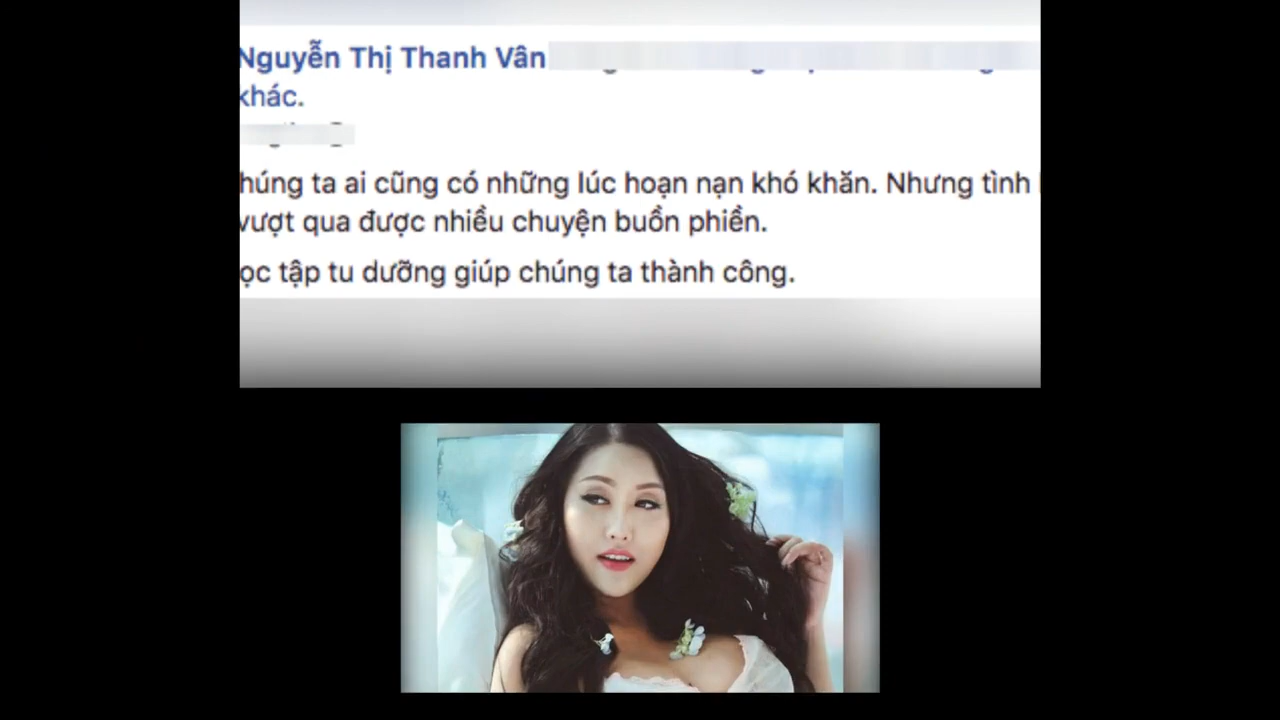 Nguyễn Thị Thanh Vân
khác.
húng ta ai cũng có những lúc hoạn nạn khó khăn. Nhưng tình
vượt qua được nhiều chuyện buồn phiền.
ọc tập tu dưỡng giúp chúng ta thành công.